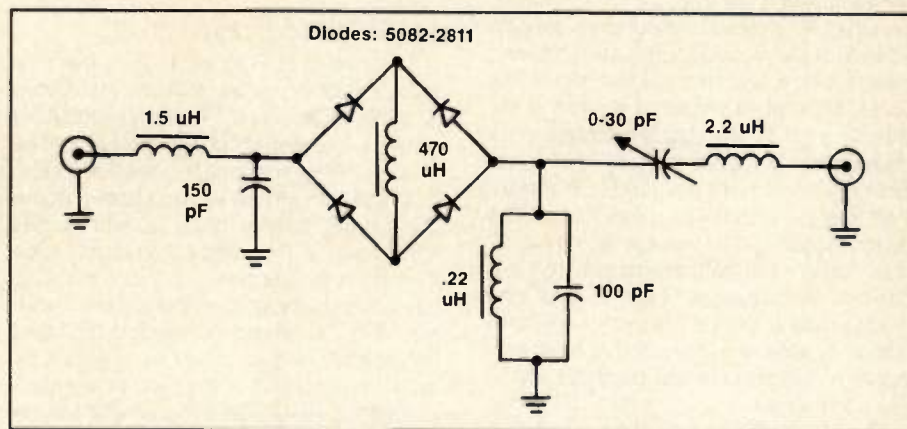 Diodes: 5082-2811
1.5 uH
150
pF
470
uH
0-30 pF
2.2 uH
.22
uH
100 pF